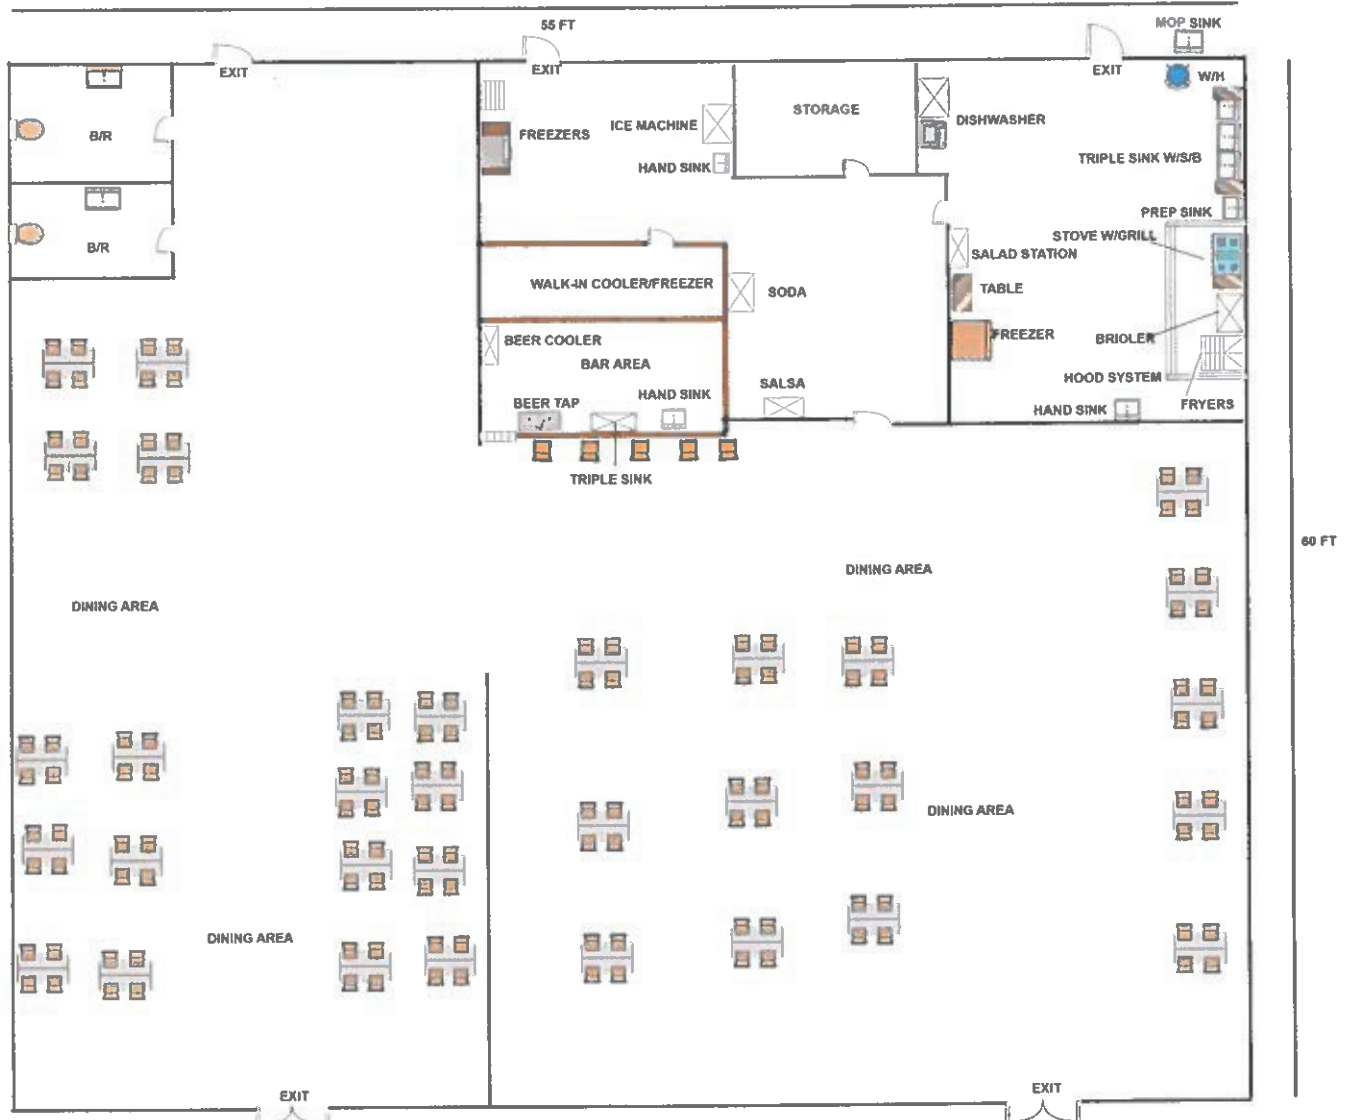 55 FT
MOP SINK
EXIT
EXIT
EXIT
W/H
B/R
FREEZERS
ICE MACHINE
STORAGE
DISHWASHER
HAND SINK
TRIPLE SINK W/S/B
PREP SINK
B/R
STOVE W/GRILL
SALAD STATION
WALK-IN COOLER/FREEZER
SODA
TABLE
BEER COOLER
FREEZER
BRIOLER
BAR AREA
HOOD SYSTEM
SALSA
HAND SINK
BEER TAP
HAND SINK
FRYERS
TRIPLE SINK
60 FT
DINING AREA
DINING AREA
DINING AREA
DINING AREA
EXIT
EXIT